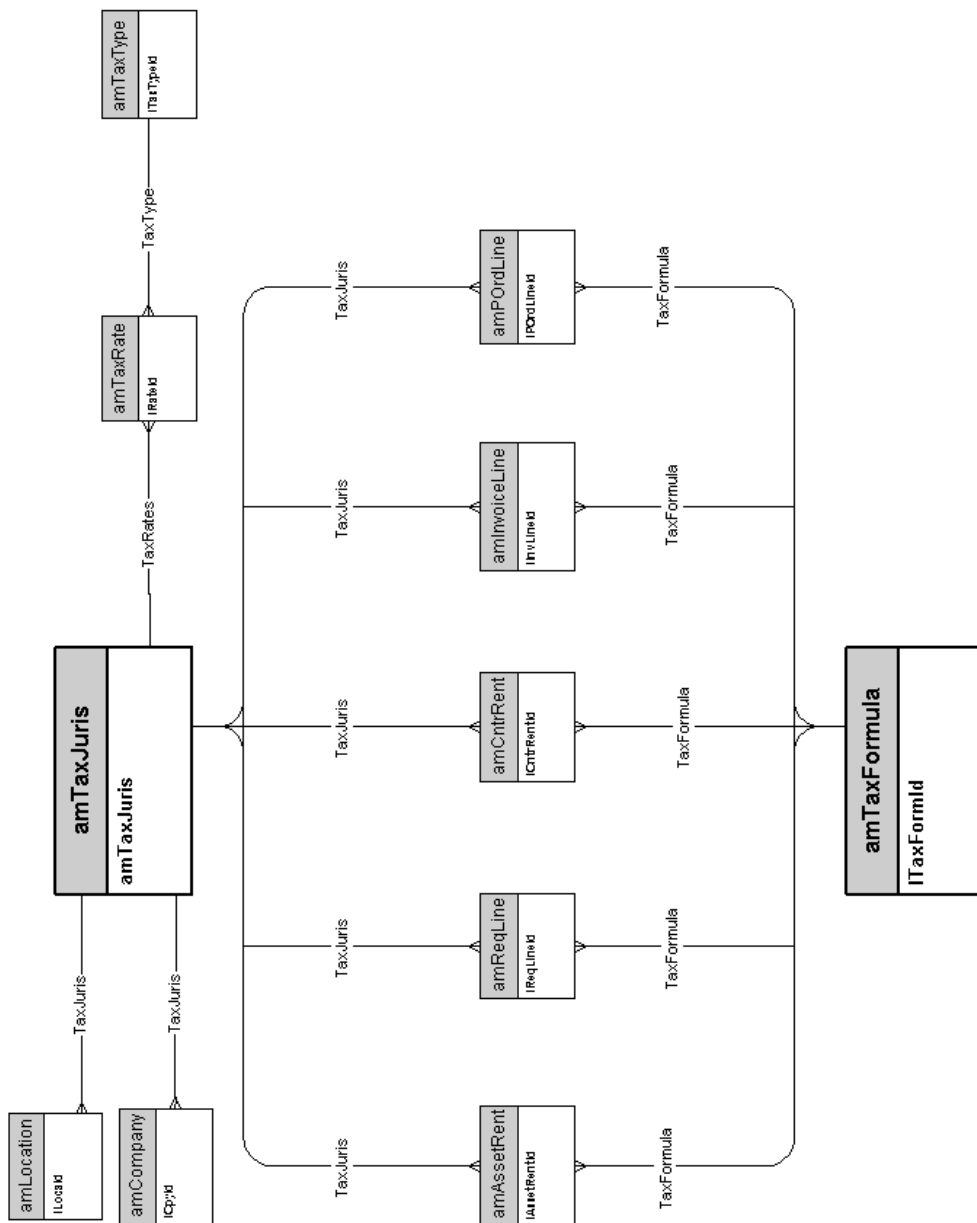 amLocation
lLocaId
TaxJuris
amTaxJuris
amTaxJuris
amCompany
lCpyId
TaxJuris
TaxRates
amTaxRate
lRateId
TaxType
amTaxType
lTaxTypeId
TaxJuris
TaxJuris
TaxJuris
TaxJuris
TaxJuris
amAssetRent
lAssetRentId
amReqLine
lReqLineId
amCntrRent
lCntrRentId
amInvoiceLine
lInvLineId
amPOrdLine
lPOrdLineId
TaxFormula
TaxFormula
TaxFormula
TaxFormula
TaxFormula
amTaxFormula
lTaxFormId